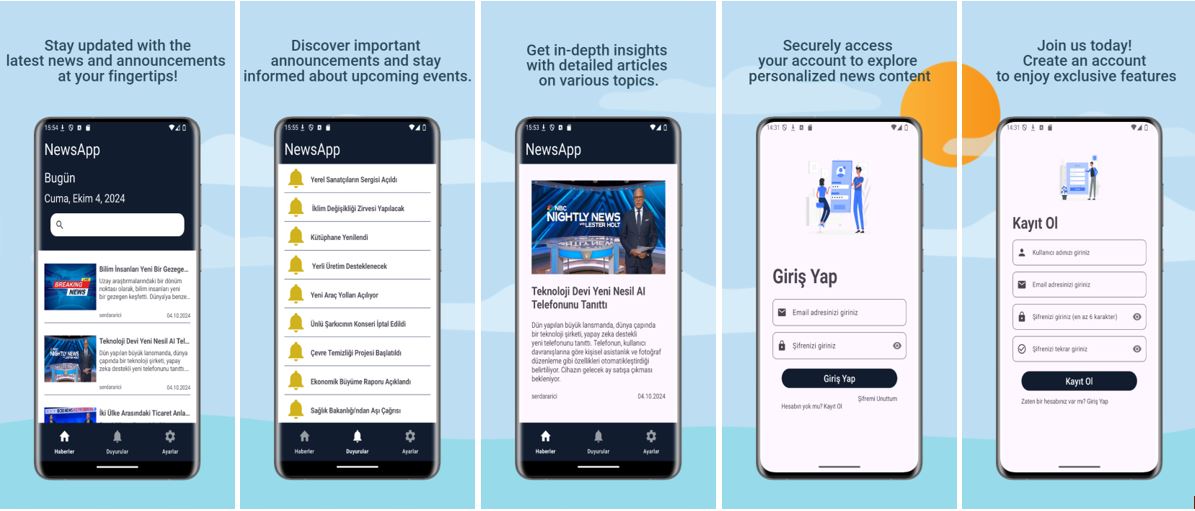 Stay updated with the
latest news and announcements
at your fingertips!
15:54
NewsApp
Bugün
Cuma, Ekim 4, 2024
BREAKING
NEWS
Bilim İnsanları Yeni Bir Gezege...
Uzay araştırmalarındaki bir dönüm
noktası olarak, bilim insanları yeni
bir gezegen keşfetti. Dünyalya benze...
serdararici
04.10.2024
NIGHTLY NEWS
Teknoloji Devi Yeni Nesil AI Tel...
Dün yapılan büyük lansmanda, dünya
çapında bir teknoloji şirketi, yapay
zeka destekli yeni telefonunu tanıttı....
serdararici
04.10.2024
İki Ülke Arasındaki Ticaret Anla...
Haberler
Duyurular
Ayarlar
Discover important
announcements and stay
informed about upcoming events.
15:55
NewsApp
Yerel Sanatçıların Sergisi Açıldı
İklim Değişikliği Zirvesi Yapılacak
Kütüphane Yenilendi
Yerli Üretim Desteklenecek
Yeni Araç Yolları Açılıyor
Ünlü Şarkıcının Konseri İptal Edildi
Çevre Temizliği Projesi Başlatıldı
Ekonomik Büyüme Raporu Açıklandı
Sağlık Bakanlığı'ndan Aşı Çağrısı
Haberler
Duyurular
Ayarlar
Get in-depth insights
with detailed articles
on various topics.
15:53
NewsApp
NBC
NIGHTLY NEWS
WITH LESTER HOLT
Teknoloji Devi Yeni Nesil AI
Telefonunu Tanıttı
Dün yapılan büyük lansmanda, dünya çapında
bir teknoloji şirketi, yapay zeka destekli
yeni telefonunu tanıttı. Telefonun, kullanıcı
davranışlarına göre kişisel asistanlık ve fotoğraf
düzenleme gibi özellikleri otomatikleştirdiği
belirtiliyor. Cihazın gelecek ay satışa çıkması
bekleniyor.
serdararici
04.10.2024
Haberler
Duyurular
Ayarlar
Securely access
your account to explore
personalized news content
14:31
Giriş Yap
Email adresinizi giriniz
Şifrenizi giriniz
Giriş Yap
Şifremi Unuttum
Hesabın yok mu? Kayıt Ol
Join us today!
Create an account
to enjoy exclusive features
14:31
Kayıt Ol
Kullanıcı adınızı giriniz
Email adresinizi giriniz
Şifrenizi giriniz (en az 6 karakter)
Şifrenizi tekrar giriniz
Kayıt Ol
Zaten bir hesabınız var mı? Giriş Yap